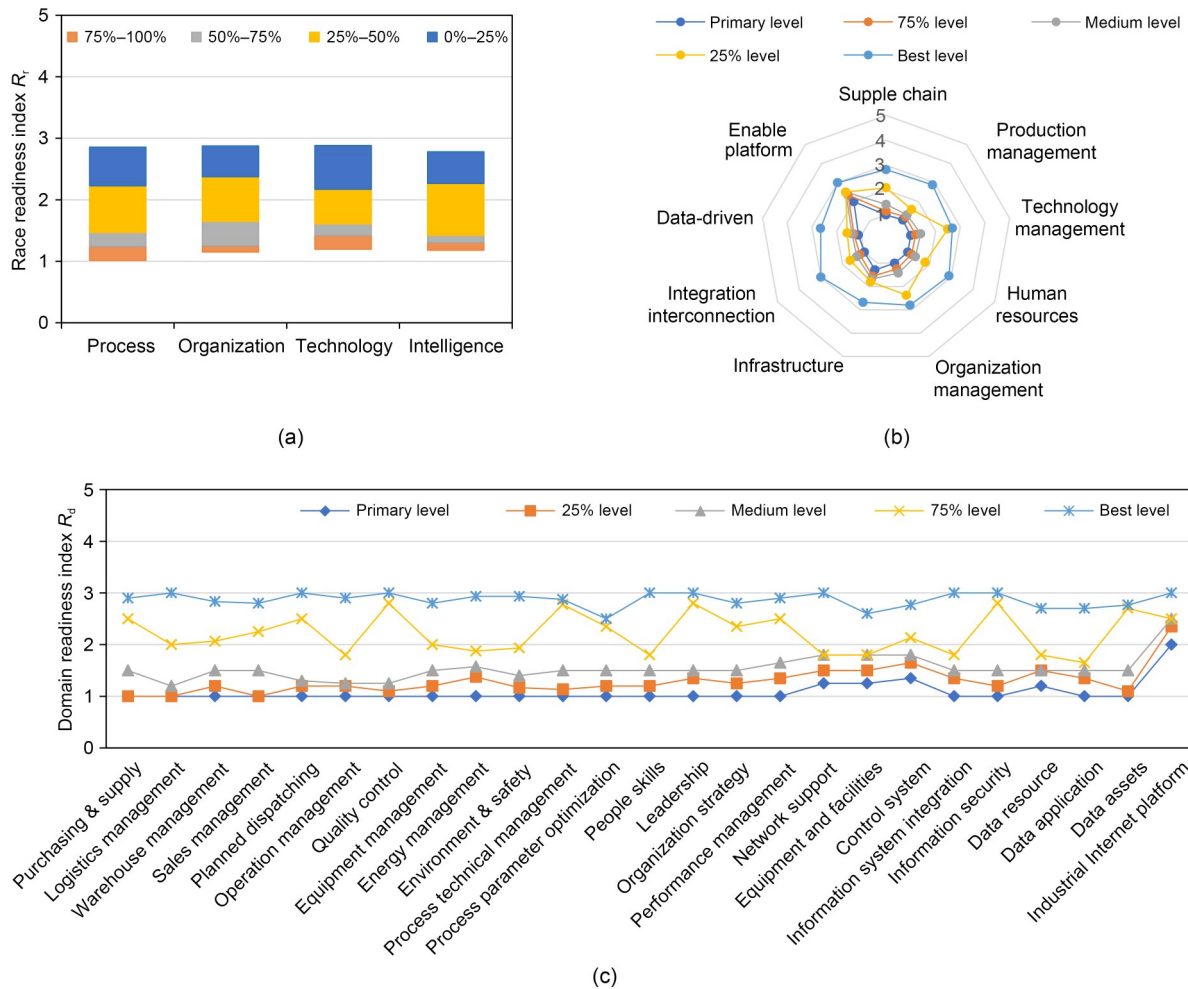 5
4
3
2
1
0
Race readiness index Rr
75%–100%
50%–75%
25%–50%
0%–25%
Process
Organization
Technology
Intelligence
(a)
Primary level
75% level
Medium level
25% level
Best level
Supple chain
Production
management
Technology
management
Human
resources
Organization
management
Infrastructure
Integration
interconnection
Data-driven
Enable
platform
5
4
3
2
1
(b)
5
4
3
2
1
0
Domain readiness index Rd
Primary level
25% level
Medium level
75% level
Best level
Purchasing & supply
Logistics management
Warehouse management
Sales management
Planned dispatching
Operation management
Quality control
Equipment management
Energy management
Environment & safety
Process technical management
Process parameter optimization
People skills
Leadership
Organization strategy
Performance management
Network support
Equipment and facilities
Control system
Information system integration
Information security
Data resource
Data application
Data assets
Industrial Internet platform
(c)